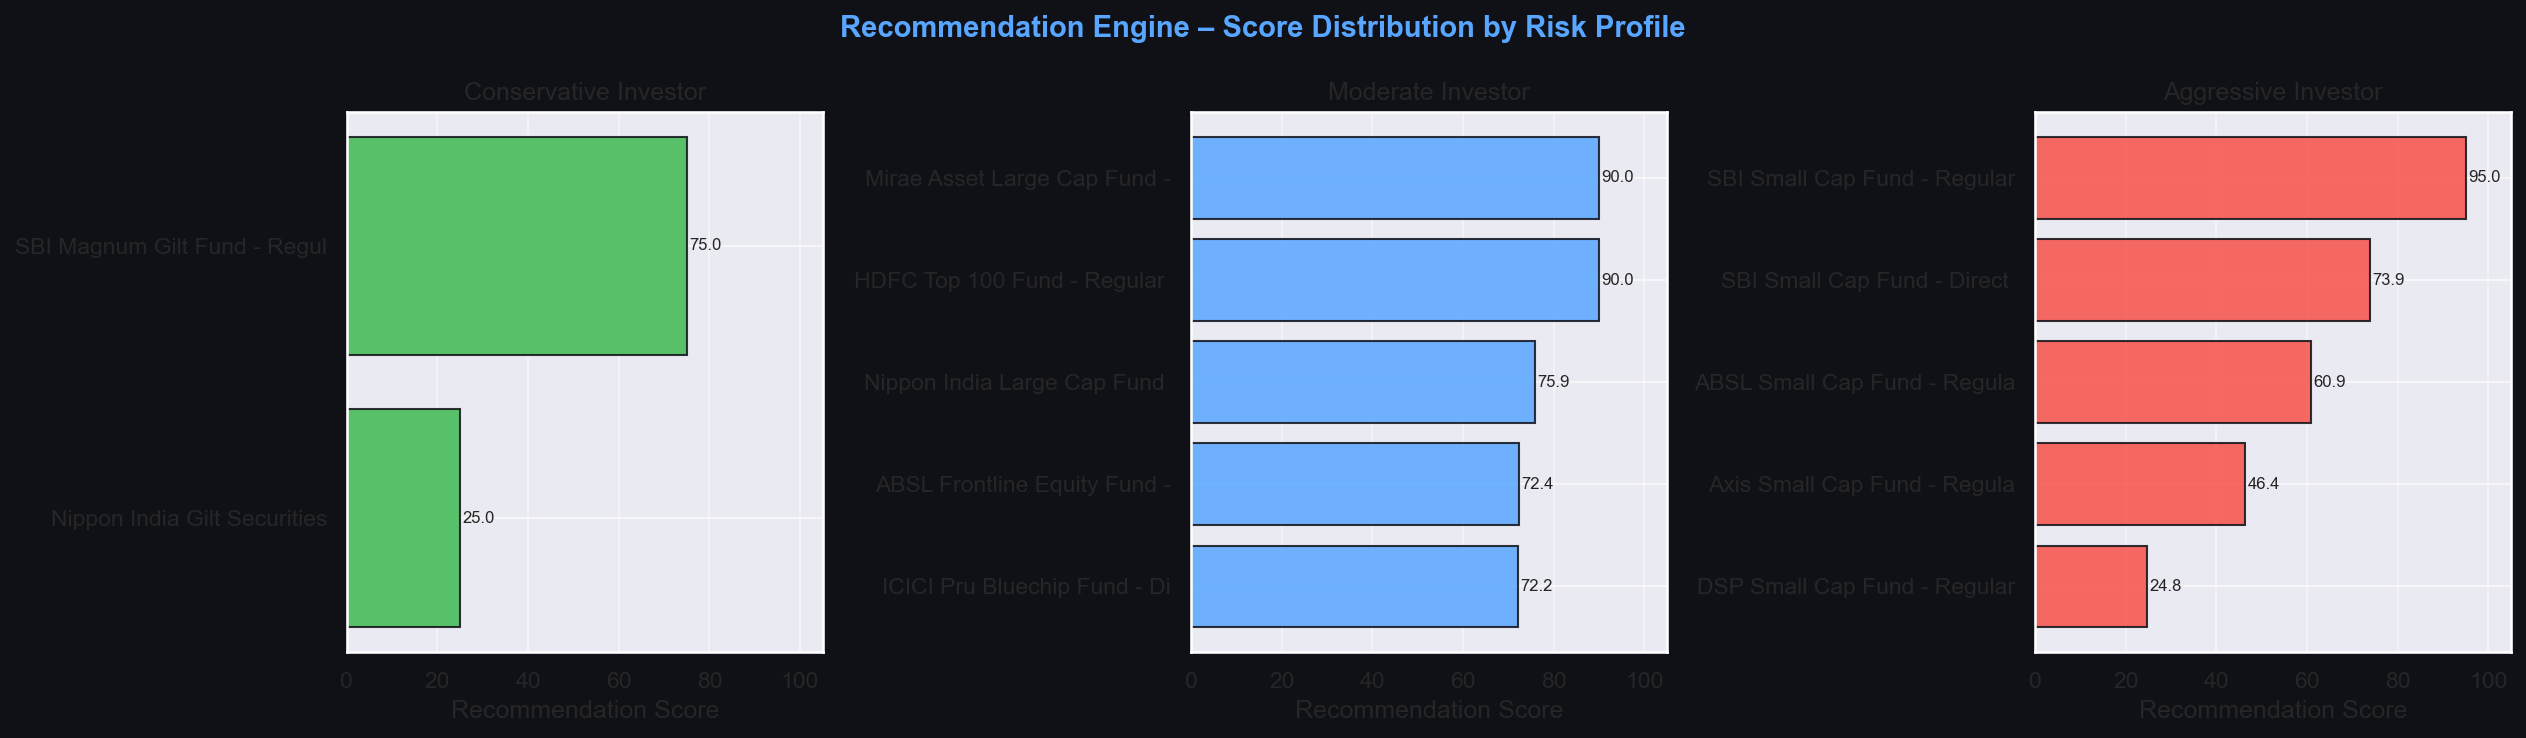 Recommendation Engine – Score Distribution by Risk Profile
Conservative Investor
SBI Magnum Gilt Fund - Regul
75.0
Nippon India Gilt Securities
25.0
0 20 40 60 80 100
Recommendation Score
Moderate Investor
Mirae Asset Large Cap Fund -
90.0
HDFC Top 100 Fund - Regular
90.0
Nippon India Large Cap Fund
75.9
ABSL Frontline Equity Fund -
72.4
ICICI Pru Bluechip Fund - Di
72.2
0 20 40 60 80 100
Recommendation Score
Aggressive Investor
SBI Small Cap Fund - Regular
95.0
SBI Small Cap Fund - Direct
73.9
ABSL Small Cap Fund - Regula
60.9
Axis Small Cap Fund - Regula
46.4
DSP Small Cap Fund - Regular
24.8
0 20 40 60 80 100
Recommendation Score